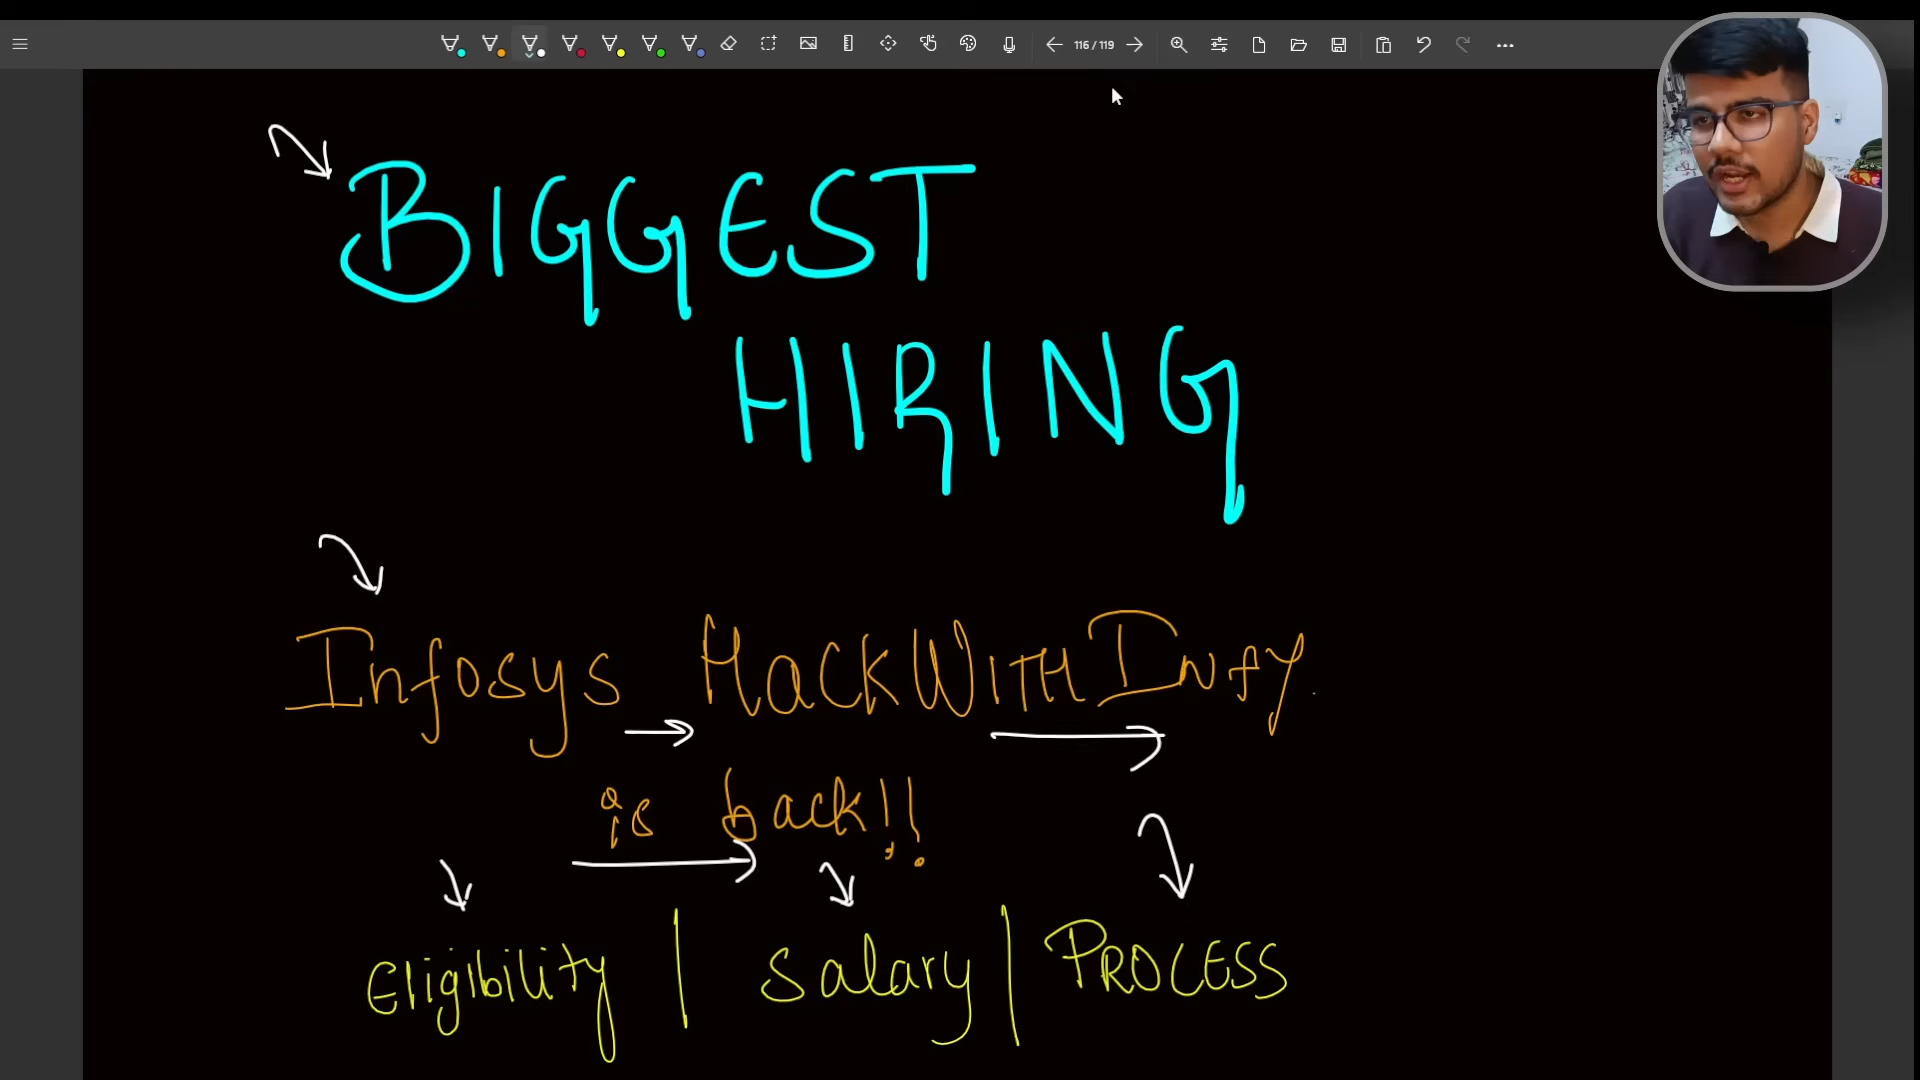 116 / 119
BIGGEST
HIRING
Infosys HackWITHInfy
is back!!
Eligibility | Salary | PROCESS